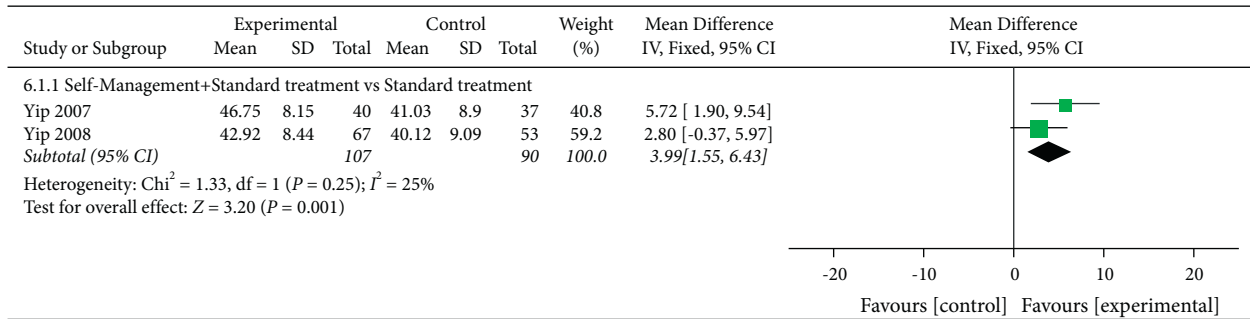 Experimental Control Weight Mean Difference Mean Difference
Study or Subgroup Mean SD Total Mean SD Total (%) IV, Fixed, 95% CI IV, Fixed, 95% CI
6.1.1 Self-Management+Standard treatment vs Standard treatment
Yip 2007 46.75 8.15 40 41.03 8.9 37 40.8 5.72 [ 1.90, 9.54]
Yip 2008 42.92 8.44 67 40.12 9.09 53 59.2 2.80 [-0.37, 5.97]
Subtotal (95% CI) 107 90 100.0 3.99[1.55, 6.43]
Heterogeneity: Chi² = 1.33, df = 1 (P = 0.25); I² = 25%
Test for overall effect: Z = 3.20 (P = 0.001)
-20 -10 0 10 20
Favours [control] Favours [experimental]